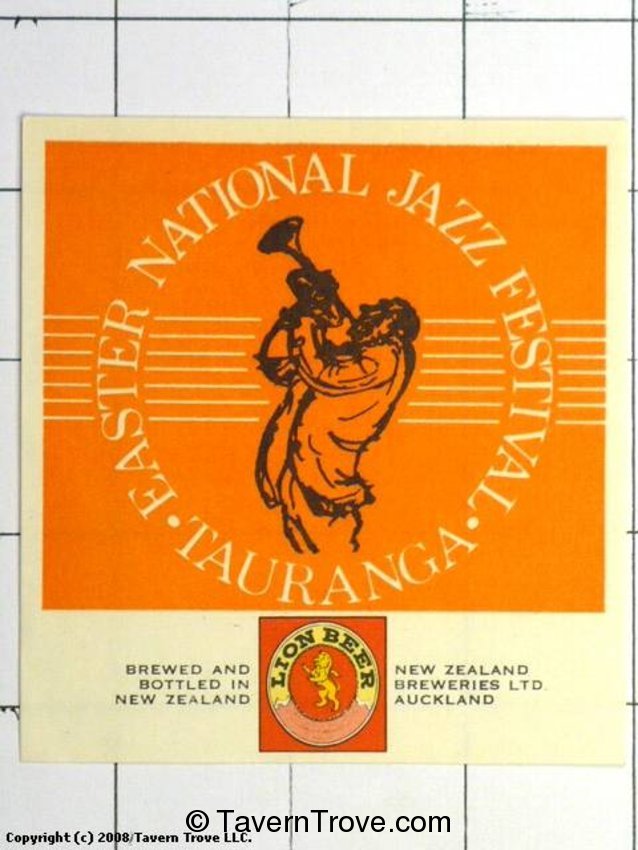 EASTER NATIONAL JAZZ FESTIVAL
• TAURANGA •
LION BEER
BREWED AND
BOTTLED IN
NEW ZEALAND
NEW ZEALAND
BREWERIES LTD.
AUCKLAND
© TavernTrove.com
Copyright (c) 2008/Tavern Trove LLC.